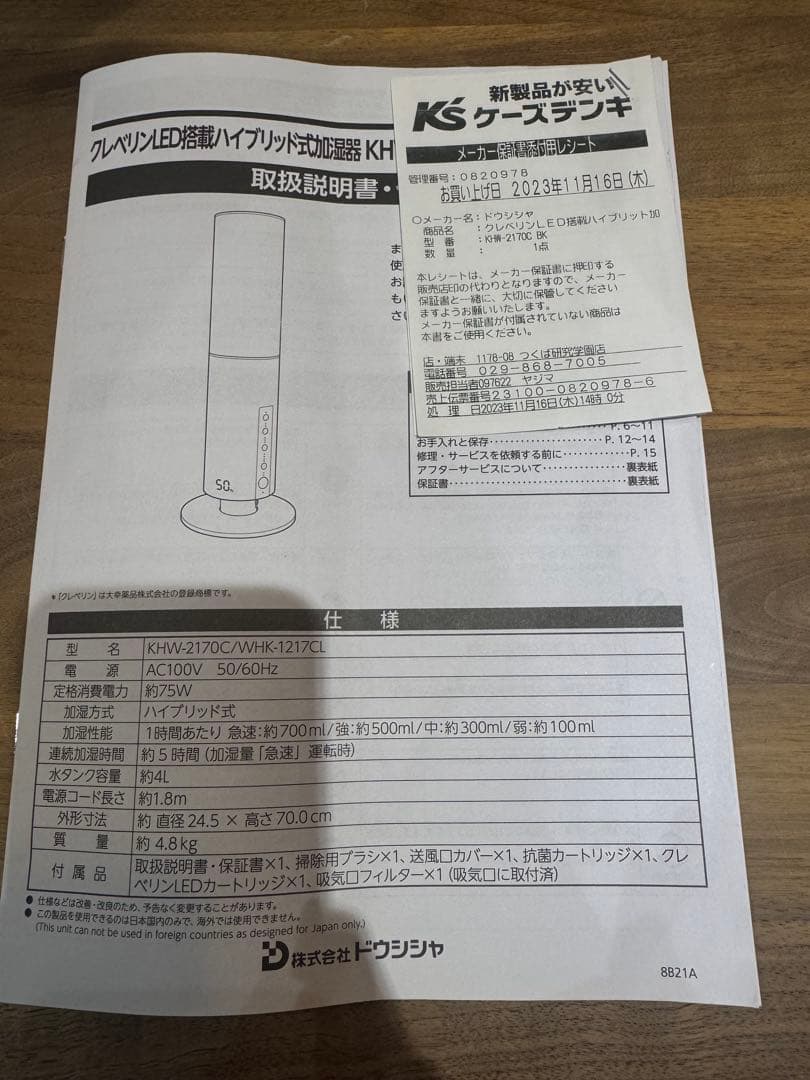 クレベリンLED搭載ハイブリッド式加湿器 KH
取扱説明書・
ま
使
お
も
さ
新製品が安い
K's ケーズデンキ
メーカー保証書添付用レシート
管理番号：0820978
お買い上げ日 2023年11月16日(木)
○メーカー名：ドウシシャ
商品名 ：クレベリンLED搭載ハイブリット加
型 番 ：KHW-2170C BK
数 量 ： 1点
本レシートは、メーカー保証書に押印する
販売店印の代わりとなりますので、メーカー
保証書と一緒に、大切に保管してください
ますようお願いいたします。
メーカー保証書が付属されていない商品は
本書をご使用ください。
店・端末 1178-08 つくば研究学園店
電話番号 029-868-7005
販売担当者097622 ヤジマ
売上伝票番号23100-0820978-6
処 理 日2023年11月16日(木)14時 0分
P. 6～11
お手入れと保存 P. 12～14
修理・サービスを依頼する前に P. 15
アフターサービスについて 裏表紙
保証書 裏表紙
50%
＊「クレベリン」は大幸薬品株式会社の登録商標です。
仕 様
型 名 KHW-2170C/WHK-1217CL
電 源 AC100V 50/60Hz
定格消費電力 約75W
加湿方式 ハイブリッド式
加湿性能 1時間あたり 急速：約700ml/強：約500ml/中：約300ml/弱：約100ml
連続加湿時間 約5時間（加湿量「急速」運転時）
水タンク容量 約4L
電源コード長さ 約1.8m
外形寸法 約 直径24.5 × 高さ70.0cm
質 量 約 4.8kg
付属品 取扱説明書・保証書×1、掃除用ブラシ×1、送風口カバー×1、抗菌カートリッジ×1、クレ
ベリンLEDカートリッジ×1、吸気口フィルター×1（吸気口に取付済）
● 仕様などは改善・改良のため、予告なく変更することがあります。
● この製品を使用できるのは日本国内のみで、海外では使用できません。
(This unit can not be used in foreign countries as designed for Japan only.)
株式会社ドウシシャ
8B21A